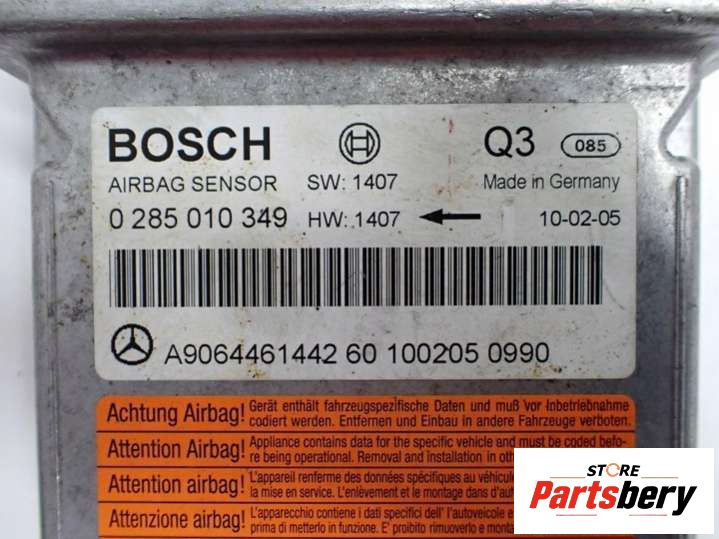 BOSCH Q3 085
AIRBAG SENSOR SW: 1407 Made in Germany
0 285 010 349 HW: 1407 10-02-05
A9064461442 60 1002050990
Achtung Airbag! Gerät enthält fahrzeugspezifische Daten und muß vor Inbetriebnahme
codiert werden. Entfernen und Einbau in andere Fahrzeuge verboten.
Attention Airbag! Appliance contains data for the specific vehicle and must be coded befo-
re being operational. Removal and installation in
Attention airbag! L'appareil renferme des données spécifiques au véhicule
la mise en service. L'enlèvement et le montage dans
Attenzione airbag! L'apparecchio contiene i dati specifici dell'autoveicolo e
prima di metterlo in funzione. E' proibito rimuoverlo e
STORE
Partsbery